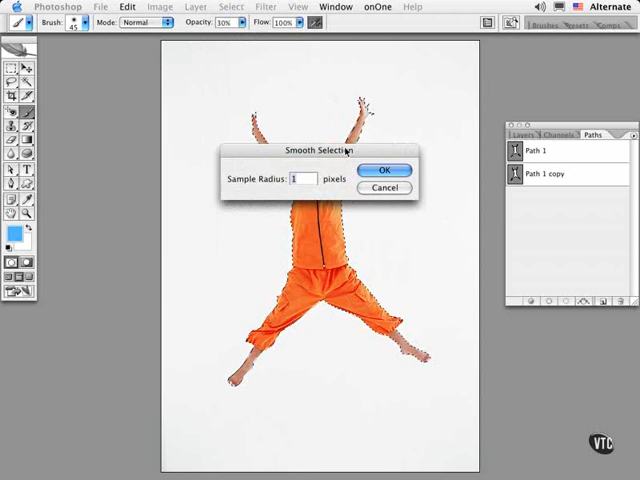 Photoshop File Edit Image Layer Select Filter View Window onOne Help Alternate
Brush: 45 Mode: Normal Opacity: 30% Flow: 100% Brushes Presets Comps
Smooth Selection
Sample Radius: 1 pixels
OK
Cancel
Layers Channels Paths
Path 1
Path 1 copy
VTC